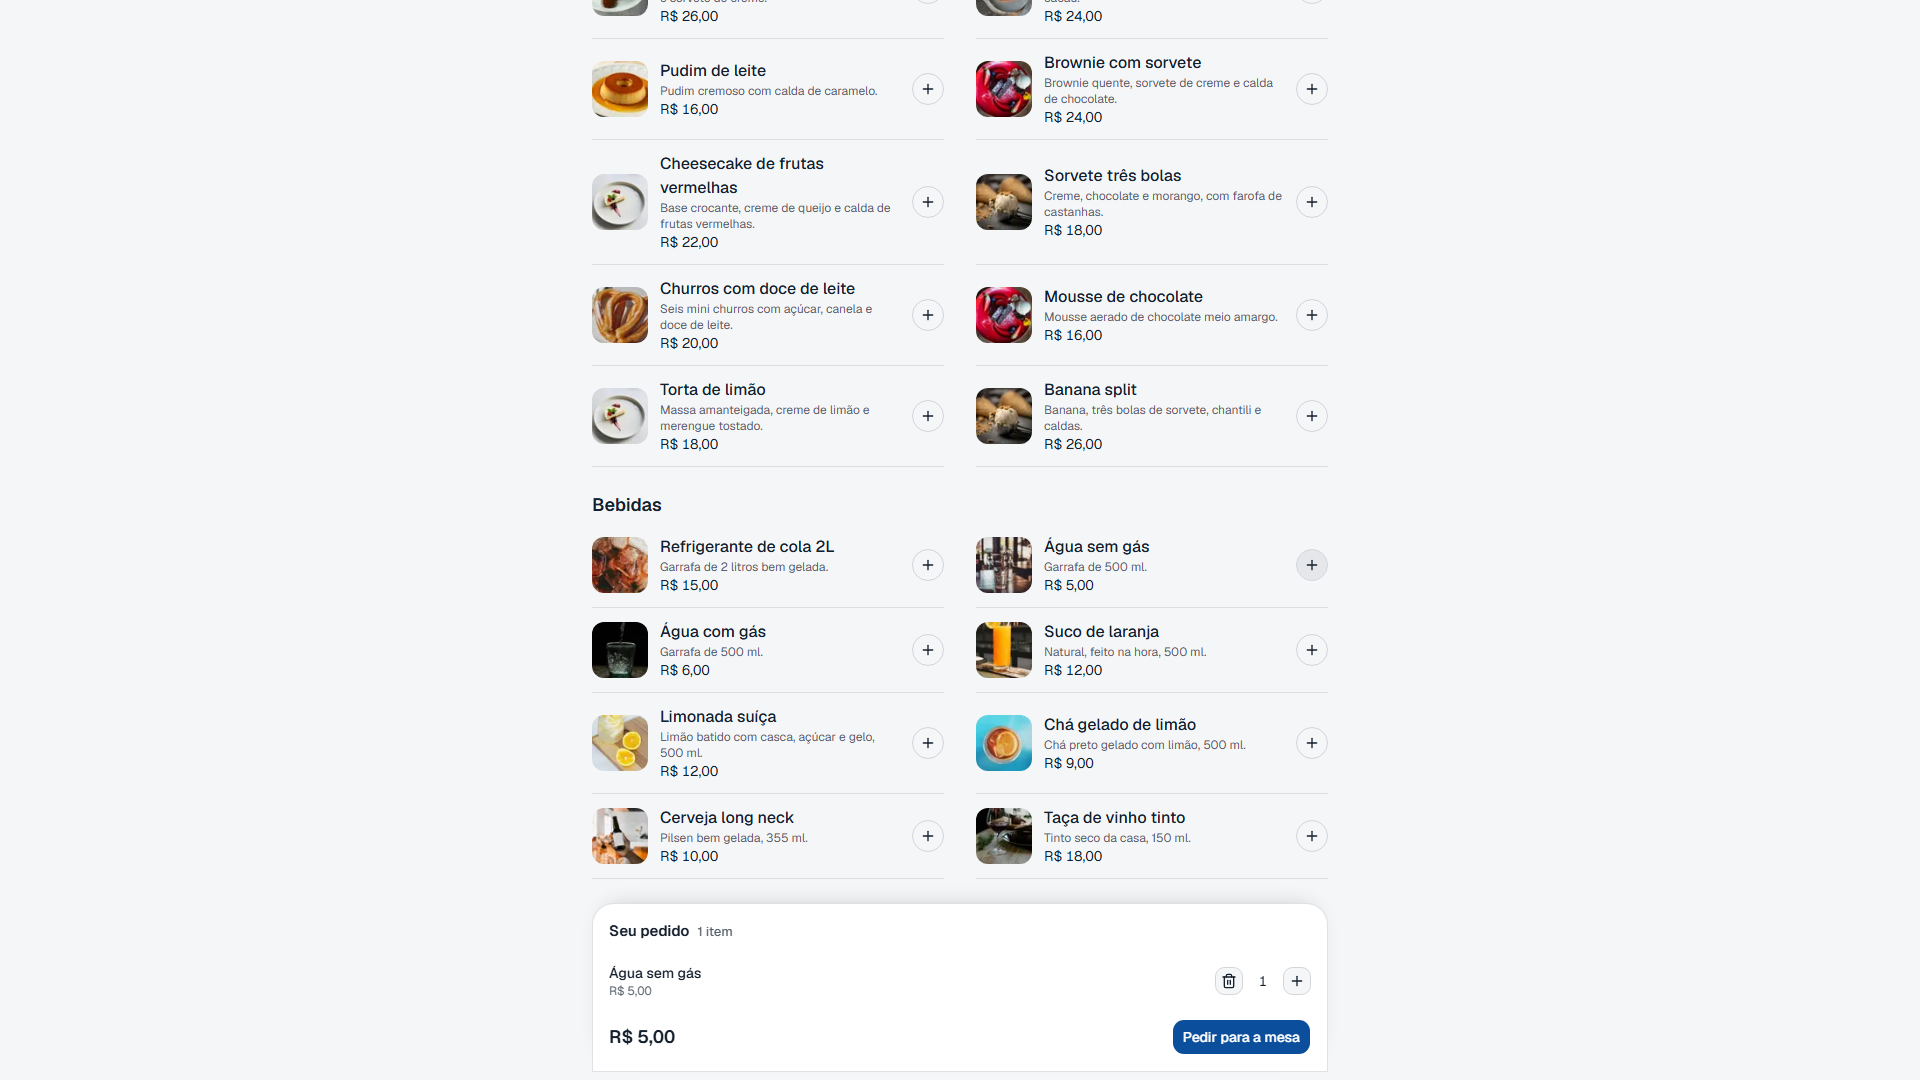 R$ 26,00
R$ 24,00
Pudim de leite
Pudim cremoso com calda de caramelo.
R$ 16,00
Brownie com sorvete
Brownie quente, sorvete de creme e calda
de chocolate.
R$ 24,00
Cheesecake de frutas
vermelhas
Base crocante, creme de queijo e calda de
frutas vermelhas.
R$ 22,00
Sorvete três bolas
Creme, chocolate e morango, com farofa de
castanhas.
R$ 18,00
Churros com doce de leite
Seis mini churros com açúcar, canela e
doce de leite.
R$ 20,00
Mousse de chocolate
Mousse aerado de chocolate meio amargo.
R$ 16,00
Torta de limão
Massa amanteigada, creme de limão e
merengue tostado.
R$ 18,00
Banana split
Banana, três bolas de sorvete, chantili e
caldas.
R$ 26,00
Bebidas
Refrigerante de cola 2L
Garrafa de 2 litros bem gelada.
R$ 15,00
Água sem gás
Garrafa de 500 ml.
R$ 5,00
Água com gás
Garrafa de 500 ml.
R$ 6,00
Suco de laranja
Natural, feito na hora, 500 ml.
R$ 12,00
Limonada suíça
Limão batido com casca, açúcar e gelo,
500 ml.
R$ 12,00
Chá gelado de limão
Chá preto gelado com limão, 500 ml.
R$ 9,00
Cerveja long neck
Pilsen bem gelada, 355 ml.
R$ 10,00
Taça de vinho tinto
Tinto seco da casa, 150 ml.
R$ 18,00
Seu pedido 1 item
Água sem gás
R$ 5,00
1
R$ 5,00
Pedir para a mesa